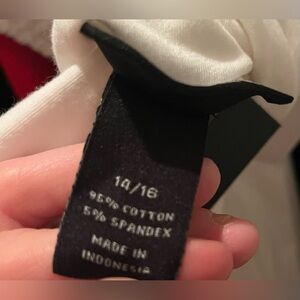 14/16
95% COTTON
5% SPANDEX
MADE IN
INDONESIA